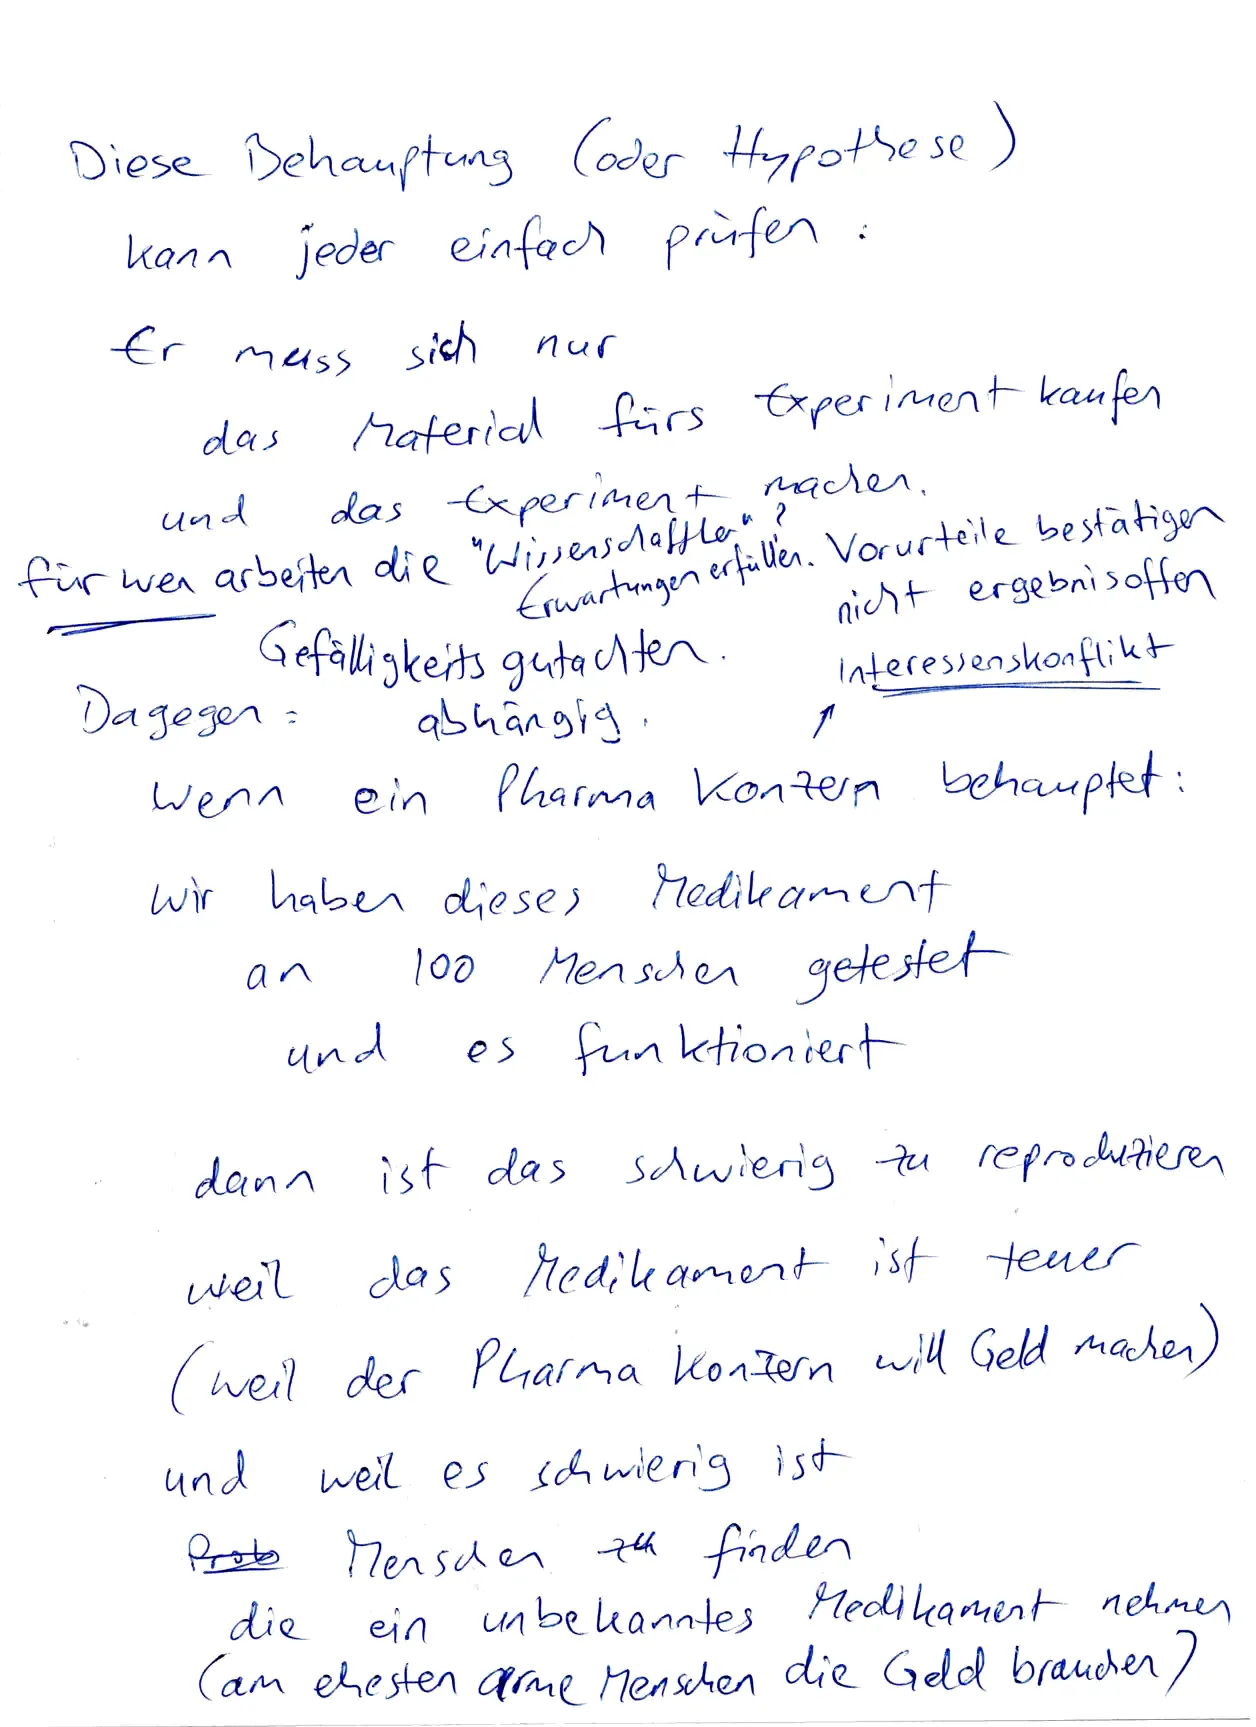 Diese Behauptung (oder Hypothese)
kann jeder einfach prüfen:
Er muss sich nur
das Material fürs Experiment kaufen
und das Experiment machen.
für wen arbeiten die "Wissenschaftler"?
Erwartungen erfüllen. Vorurteile bestätigen
nicht ergebnisoffen
Gefälligkeitsgutachten.
Interessenskonflikt
Dagegen: abhängig.
↑
Wenn ein Pharma Konzern behauptet:
wir haben dieses Medikament
an 100 Menschen getestet
und es funktioniert
dann ist das schwierig zu reproduzieren
weil das Medikament ist teuer
(weil der Pharma Konzern will Geld machen)
und weil es schwierig ist
Prob Menschen zu finden
die ein unbekanntes Medikament nehmen
(am ehesten arme Menschen die Geld brauchen)